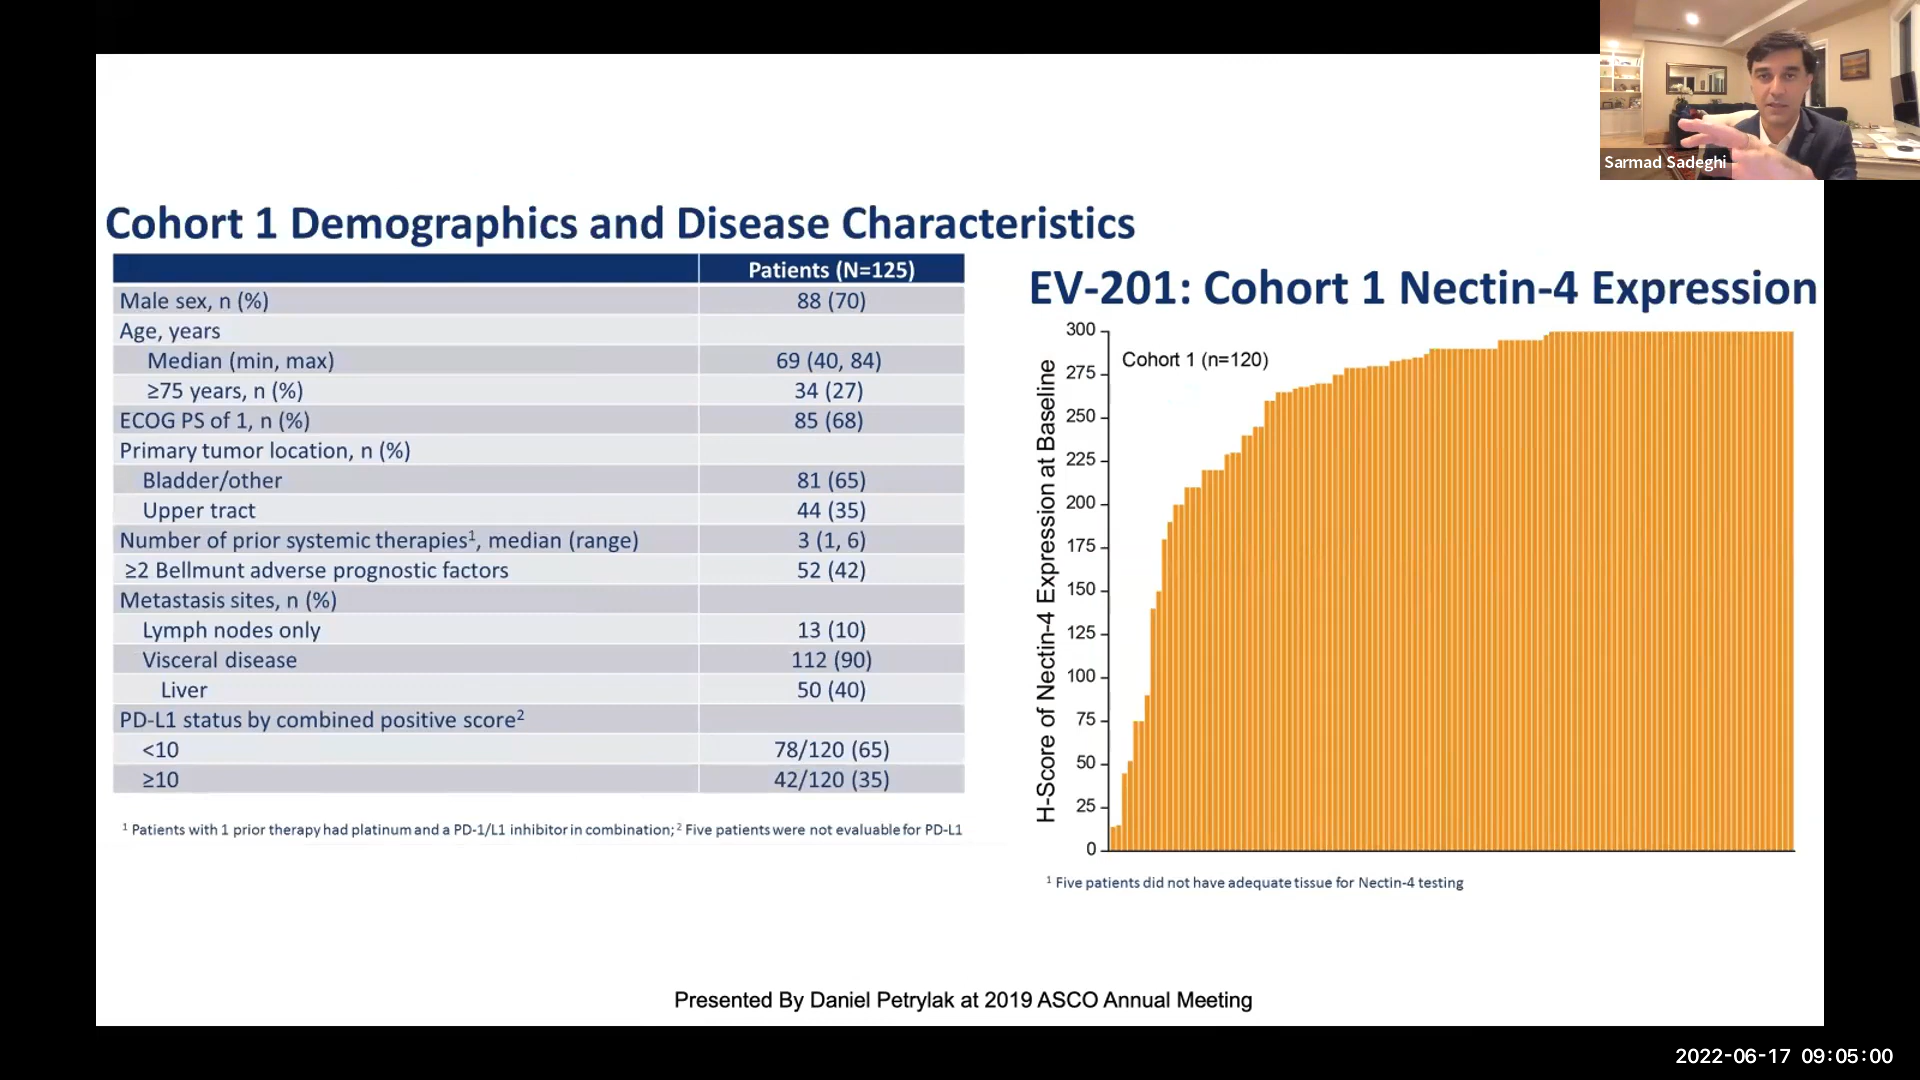 Sarmad Sadeghi
Cohort 1 Demographics and Disease Characteristics
Patients (N=125)
Male sex, n (%) 88 (70)
Age, years
Median (min, max) 69 (40, 84)
≥75 years, n (%) 34 (27)
ECOG PS of 1, n (%) 85 (68)
Primary tumor location, n (%)
Bladder/other 81 (65)
Upper tract 44 (35)
Number of prior systemic therapies¹, median (range) 3 (1, 6)
≥2 Bellmunt adverse prognostic factors 52 (42)
Metastasis sites, n (%)
Lymph nodes only 13 (10)
Visceral disease 112 (90)
Liver 50 (40)
PD-L1 status by combined positive score²
<10 78/120 (65)
≥10 42/120 (35)
¹ Patients with 1 prior therapy had platinum and a PD-1/L1 inhibitor in combination; ² Five patients were not evaluable for PD-L1
EV-201: Cohort 1 Nectin-4 Expression
H-Score of Nectin-4 Expression at Baseline
300
275
250
225
200
175
150
125
100
75
50
25
0
Cohort 1 (n=120)
¹ Five patients did not have adequate tissue for Nectin-4 testing
Presented By Daniel Petrylak at 2019 ASCO Annual Meeting
2022-06-17 09:05:00